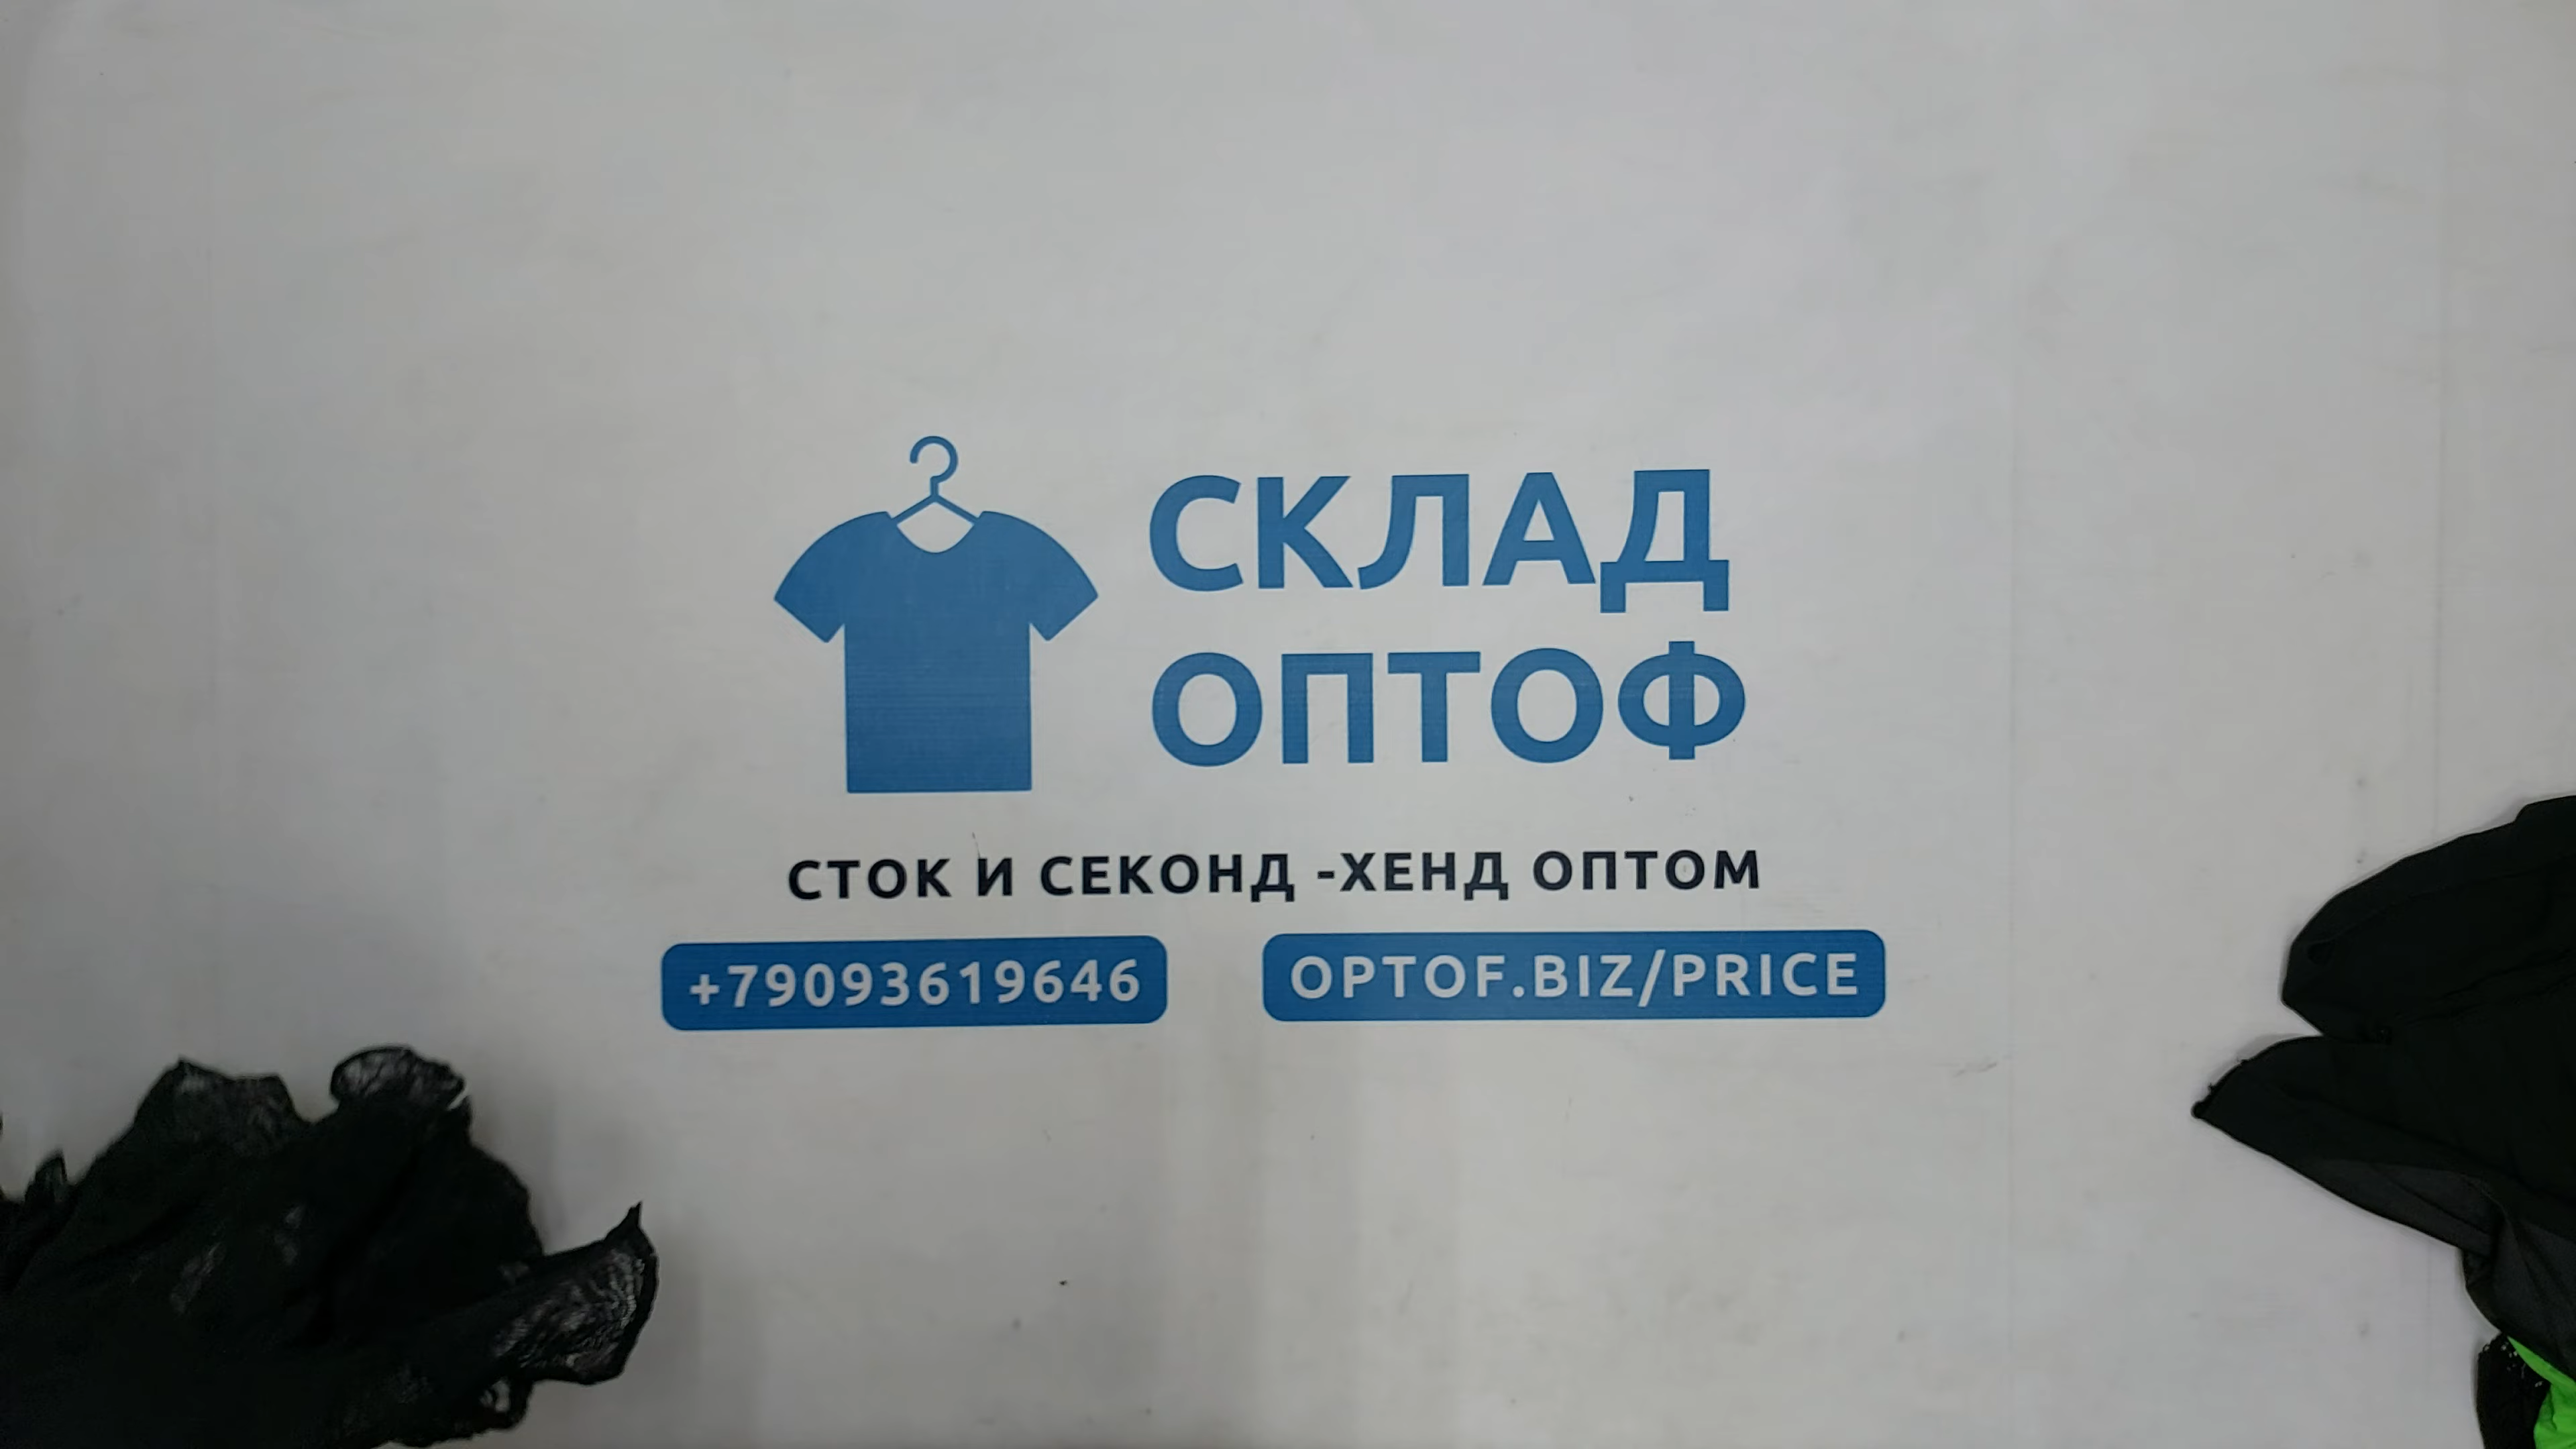 СКЛАД
ОПТОФ
СТОК И СЕКОНД -ХЕНД ОПТОМ
+79093619646
OPTOF.BIZ/PRICE